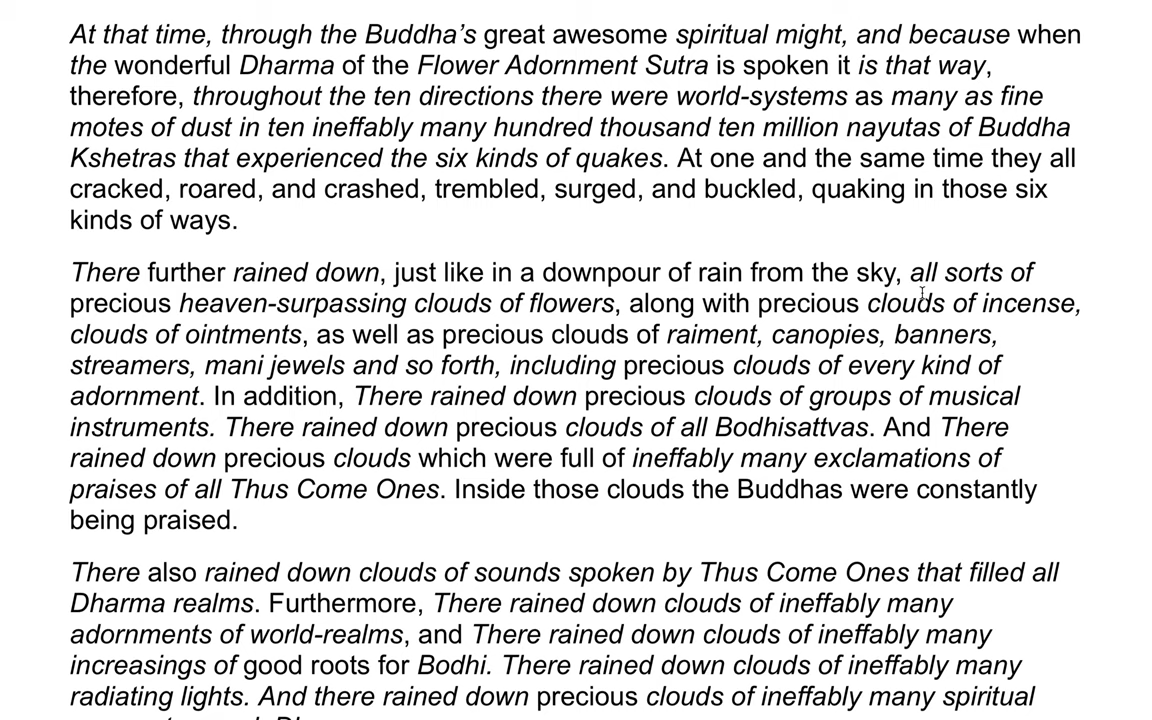 At that time, through the Buddha’s great awesome spiritual might, and because when
the wonderful Dharma of the Flower Adornment Sutra is spoken it is that way,
therefore, throughout the ten directions there were world-systems as many as fine
motes of dust in ten ineffably many hundred thousand ten million nayutas of Buddha
Kshetras that experienced the six kinds of quakes. At one and the same time they all
cracked, roared, and crashed, trembled, surged, and buckled, quaking in those six
kinds of ways.
There further rained down, just like in a downpour of rain from the sky, all sorts of
precious heaven-surpassing clouds of flowers, along with precious clouds of incense,
clouds of ointments, as well as precious clouds of raiment, canopies, banners,
streamers, mani jewels and so forth, including precious clouds of every kind of
adornment. In addition, There rained down precious clouds of groups of musical
instruments. There rained down precious clouds of all Bodhisattvas. And There
rained down precious clouds which were full of ineffably many exclamations of
praises of all Thus Come Ones. Inside those clouds the Buddhas were constantly
being praised.
There also rained down clouds of sounds spoken by Thus Come Ones that filled all
Dharma realms. Furthermore, There rained down clouds of ineffably many
adornments of world-realms, and There rained down clouds of ineffably many
increasings of good roots for Bodhi. There rained down clouds of ineffably many
radiating lights. And there rained down precious clouds of ineffably many spiritual